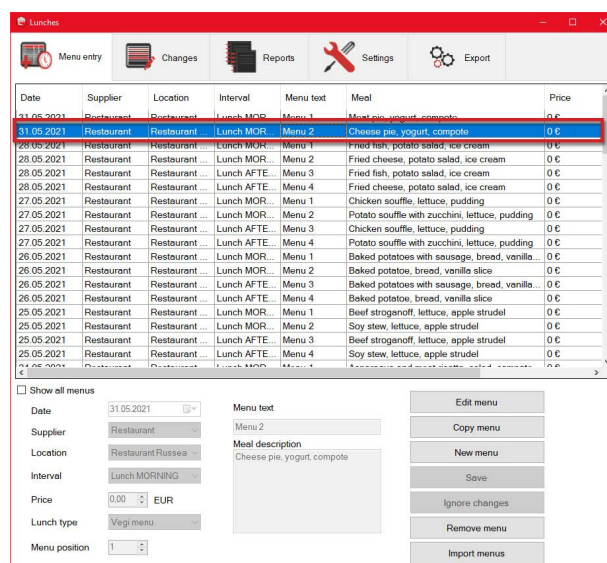 Lunches
Menu entry Changes Reports Settings Export
Date Supplier Location Interval Menu text Meal Price
31.05.2021 Restaurant Restaurant ... Lunch MOR... Menu 1 Meat pie, yogurt, compote 0 €
31.05.2021 Restaurant Restaurant ... Lunch MOR... Menu 2 Cheese pie, yogurt, compote 0 €
28.05.2021 Restaurant Restaurant ... Lunch MOR... Menu 1 Fried fish, potato salad, ice cream 0 €
28.05.2021 Restaurant Restaurant ... Lunch MOR... Menu 2 Fried cheese, potato salad, ice cream 0 €
28.05.2021 Restaurant Restaurant ... Lunch AFTE... Menu 3 Fried fish, potato salad, ice cream 0 €
28.05.2021 Restaurant Restaurant ... Lunch AFTE... Menu 4 Fried cheese, potato salad, ice cream 0 €
27.05.2021 Restaurant Restaurant ... Lunch MOR... Menu 1 Chicken souffle, lettuce, pudding 0 €
27.05.2021 Restaurant Restaurant ... Lunch MOR... Menu 2 Potato souffle with zucchini, lettuce, pudding 0 €
27.05.2021 Restaurant Restaurant ... Lunch AFTE... Menu 3 Chicken souffle, lettuce, pudding 0 €
27.05.2021 Restaurant Restaurant ... Lunch AFTE... Menu 4 Potato souffle with zucchini, lettuce, pudding 0 €
26.05.2021 Restaurant Restaurant ... Lunch MOR... Menu 1 Baked potatoes with sausage, bread, vanilla... 0 €
26.05.2021 Restaurant Restaurant ... Lunch MOR... Menu 2 Baked potatoe, bread, vanilla slice 0 €
26.05.2021 Restaurant Restaurant ... Lunch AFTE... Menu 3 Baked potatoes with sausage, bread, vanilla... 0 €
26.05.2021 Restaurant Restaurant ... Lunch AFTE... Menu 4 Baked potatoe, bread, vanilla slice 0 €
25.05.2021 Restaurant Restaurant ... Lunch MOR... Menu 1 Beef stroganoff, lettuce, apple strudel 0 €
25.05.2021 Restaurant Restaurant ... Lunch MOR... Menu 2 Soy stew, lettuce, apple strudel 0 €
25.05.2021 Restaurant Restaurant ... Lunch AFTE... Menu 3 Beef stroganoff, lettuce, apple strudel 0 €
25.05.2021 Restaurant Restaurant ... Lunch AFTE... Menu 4 Soy stew, lettuce, apple strudel 0 €
Show all menus
Date 31.05.2021
Supplier Restaurant
Location Restaurant Russea
Interval Lunch MORNING
Price 0,00 EUR
Lunch type Vegi menu
Menu position 1
Menu text
Menu 2
Meal description
Cheese pie, yogurt, compote
Edit menu
Copy menu
New menu
Save
Ignore changes
Remove menu
Import menus